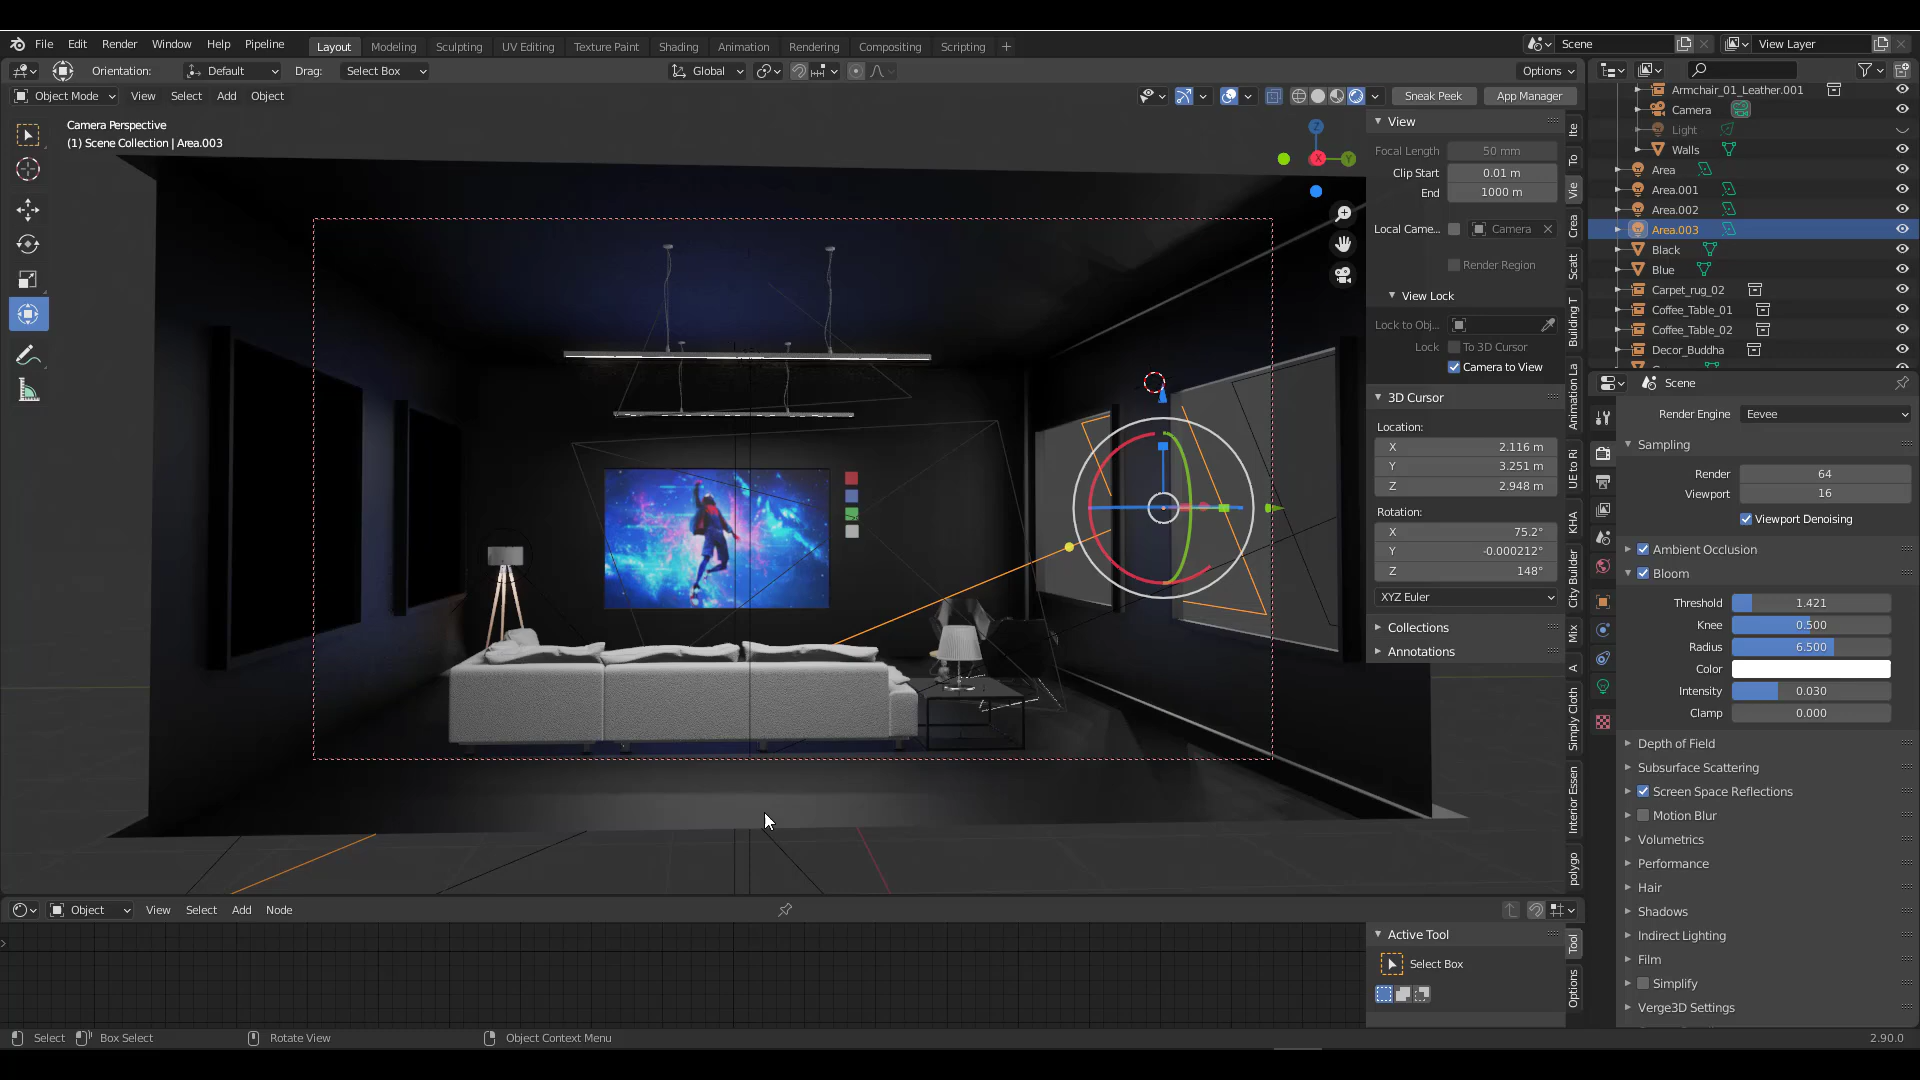 File Edit Render Window Help Pipeline Layout Modeling Sculpting UV Editing Texture Paint Shading Animation Rendering Compositing Scripting + Scene View Layer
Orientation: Default Drag: Select Box Global Options
Object Mode View Select Add Object Sneak Peek App Manager
Camera Perspective
(1) Scene Collection | Area.003
Z
X
Y
View
Focal Length 50 mm
Clip Start 0.01 m
End 1000 m
Local Came... Camera
Render Region
View Lock
Lock to Obj...
Lock To 3D Cursor
Camera to View
3D Cursor
Location:
X 2.116 m
Y 3.251 m
Z 2.948 m
Rotation:
X 75.2°
Y -0.000212°
Z 148°
XYZ Euler
Collections
Annotations
Ite
To
Vie
Crea
Scatt
Building T
Animation La
UE to Ri
KHA
City Builder
Mix
A
Simply Cloth
Interior Essen
polygo
Armchair_01_Leather.001
Camera
Light
Walls
Area
Area.001
Area.002
Area.003
Black
Blue
Carpet_rug_02
Coffee_Table_01
Coffee_Table_02
Decor_Buddha
Scene
Render Engine Eevee
Sampling
Render 64
Viewport 16
Viewport Denoising
Ambient Occlusion
Bloom
Threshold 1.421
Knee 0.500
Radius 6.500
Color
Intensity 0.030
Clamp 0.000
Depth of Field
Subsurface Scattering
Screen Space Reflections
Motion Blur
Volumetrics
Performance
Hair
Shadows
Indirect Lighting
Film
Simplify
Verge3D Settings
Object View Select Add Node
Active Tool
Select Box
Tool
Options
Select Box Select Rotate View Object Context Menu 2.90.0